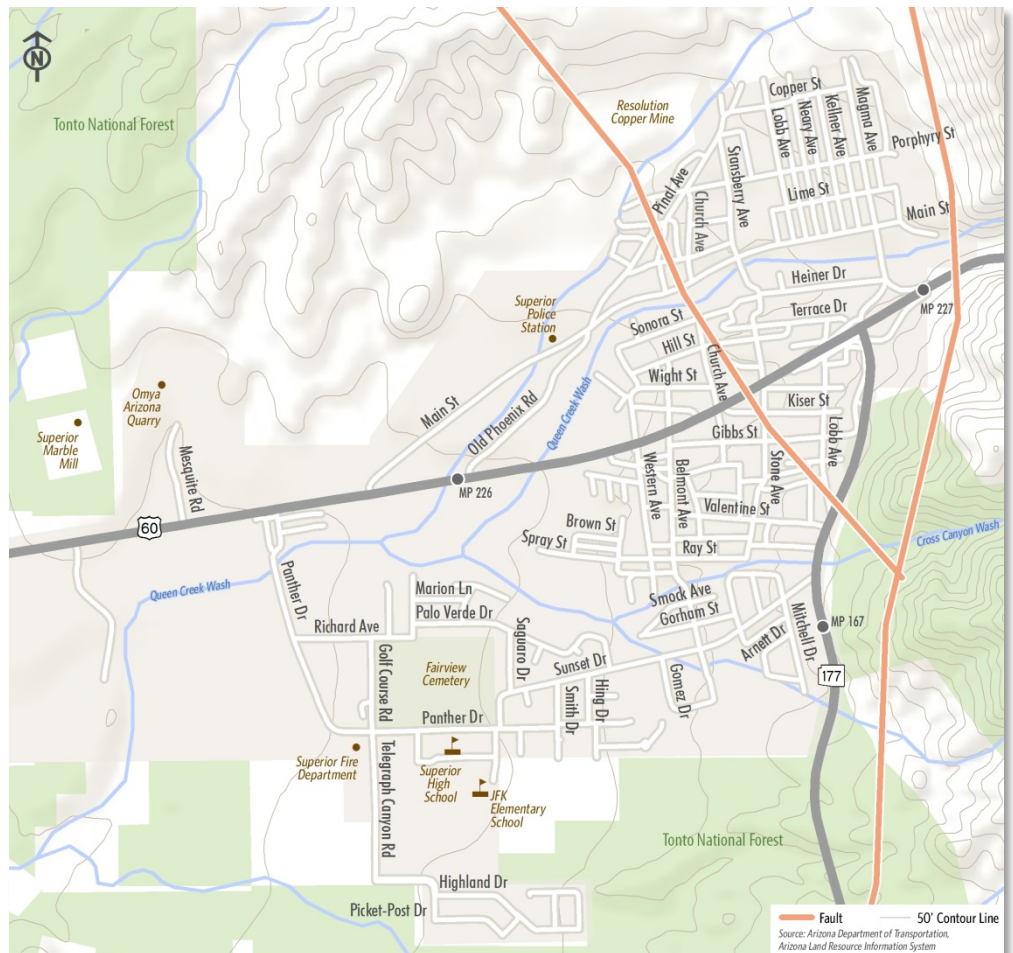 N
Tonto National Forest
Resolution
Copper Mine
Copper St
Lobb Ave
Neary Ave
Kellner Ave
Magma Ave
Porphyry St
Stansberry Ave
Pinal Ave
Church Ave
Lime St
Main St
Heiner Dr
Terrace Dr
MP 227
Superior
Police
Station
Sonora St
Hill St
Church Ave
Wight St
Kiser St
Omya
Arizona
Quarry
Superior
Marble
Mill
Main St
Old Phoenix Rd
Queen Creek Wash
Gibbs St
Lobb Ave
Mesquite Rd
MP 226
Western Ave
Belmont Ave
Stone Ave
Valentine St
60
Brown St
Spray St
Ray St
Cross Canyon Wash
Queen Creek Wash
Panther Dr
Marion Ln
Palo Verde Dr
Smock Ave
Gorham St
Richard Ave
Saguaro Dr
Arnett Dr
Mitchell Dr
MP 167
Golf Course Rd
Fairview
Cemetery
Sunset Dr
Hing Dr
Gomez Dr
177
Smith Dr
Panther Dr
Superior Fire
Department
Telegraph Canyon Rd
Superior
High
School
JFK
Elementary
School
Tonto National Forest
Highland Dr
Picket-Post Dr
Fault
50' Contour Line
Source: Arizona Department of Transportation,
Arizona Land Resource Information System